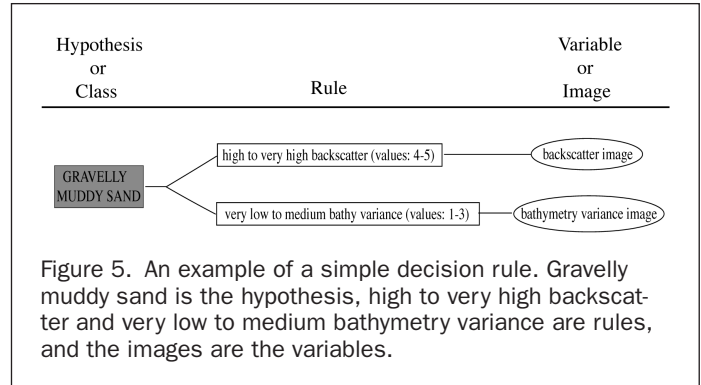 Hypothesis
or
Class
Rule
Variable
or
Image
GRAVELLY
MUDDY SAND
high to very high backscatter (values: 4-5)
backscatter image
very low to medium bathy variance (values: 1-3)
bathymetry variance image
Figure 5. An example of a simple decision rule. Gravelly
muddy sand is the hypothesis, high to very high backscat-
ter and very low to medium bathymetry variance are rules,
and the images are the variables.